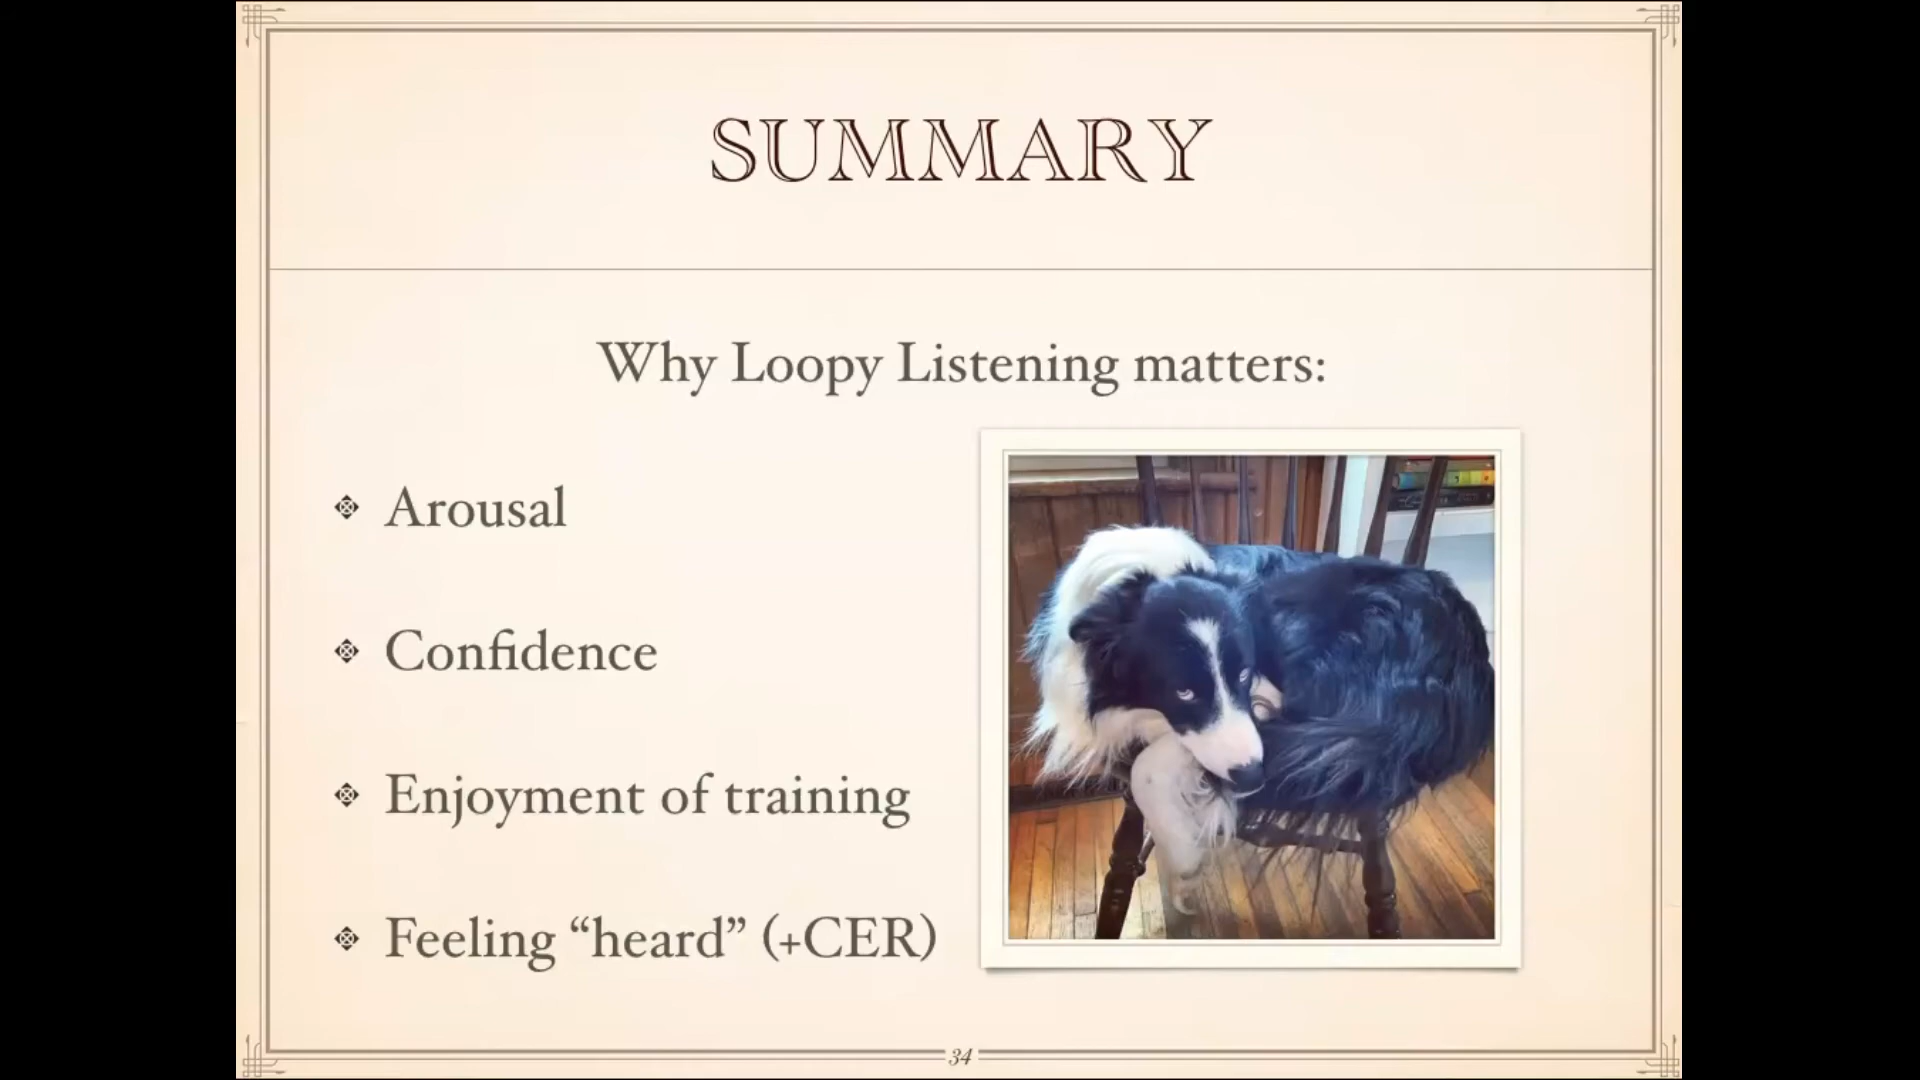 SUMMARY
Why Loopy Listening matters:
Arousal
Confidence
Enjoyment of training
Feeling “heard” (+CER)
34